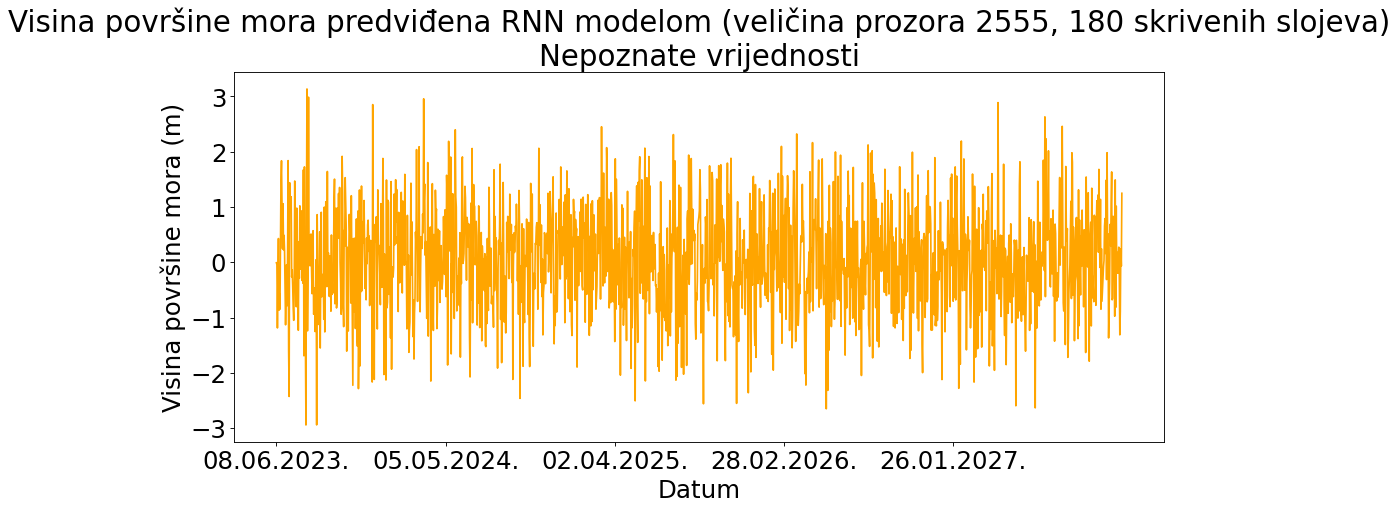 Visina površine mora predviđena RNN modelom (veličina prozora 2555, 180 skrivenih slojeva)
Nepoznate vrijednosti
Visina površine mora (m)
3
2
1
0
−1
−2
−3
08.06.2023. 05.05.2024. 02.04.2025. 28.02.2026. 26.01.2027.
Datum